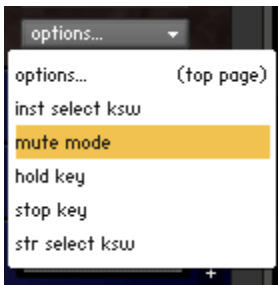 options...
options... (top page)
inst select ksw
mute mode
hold key
stop key
str select ksw
+